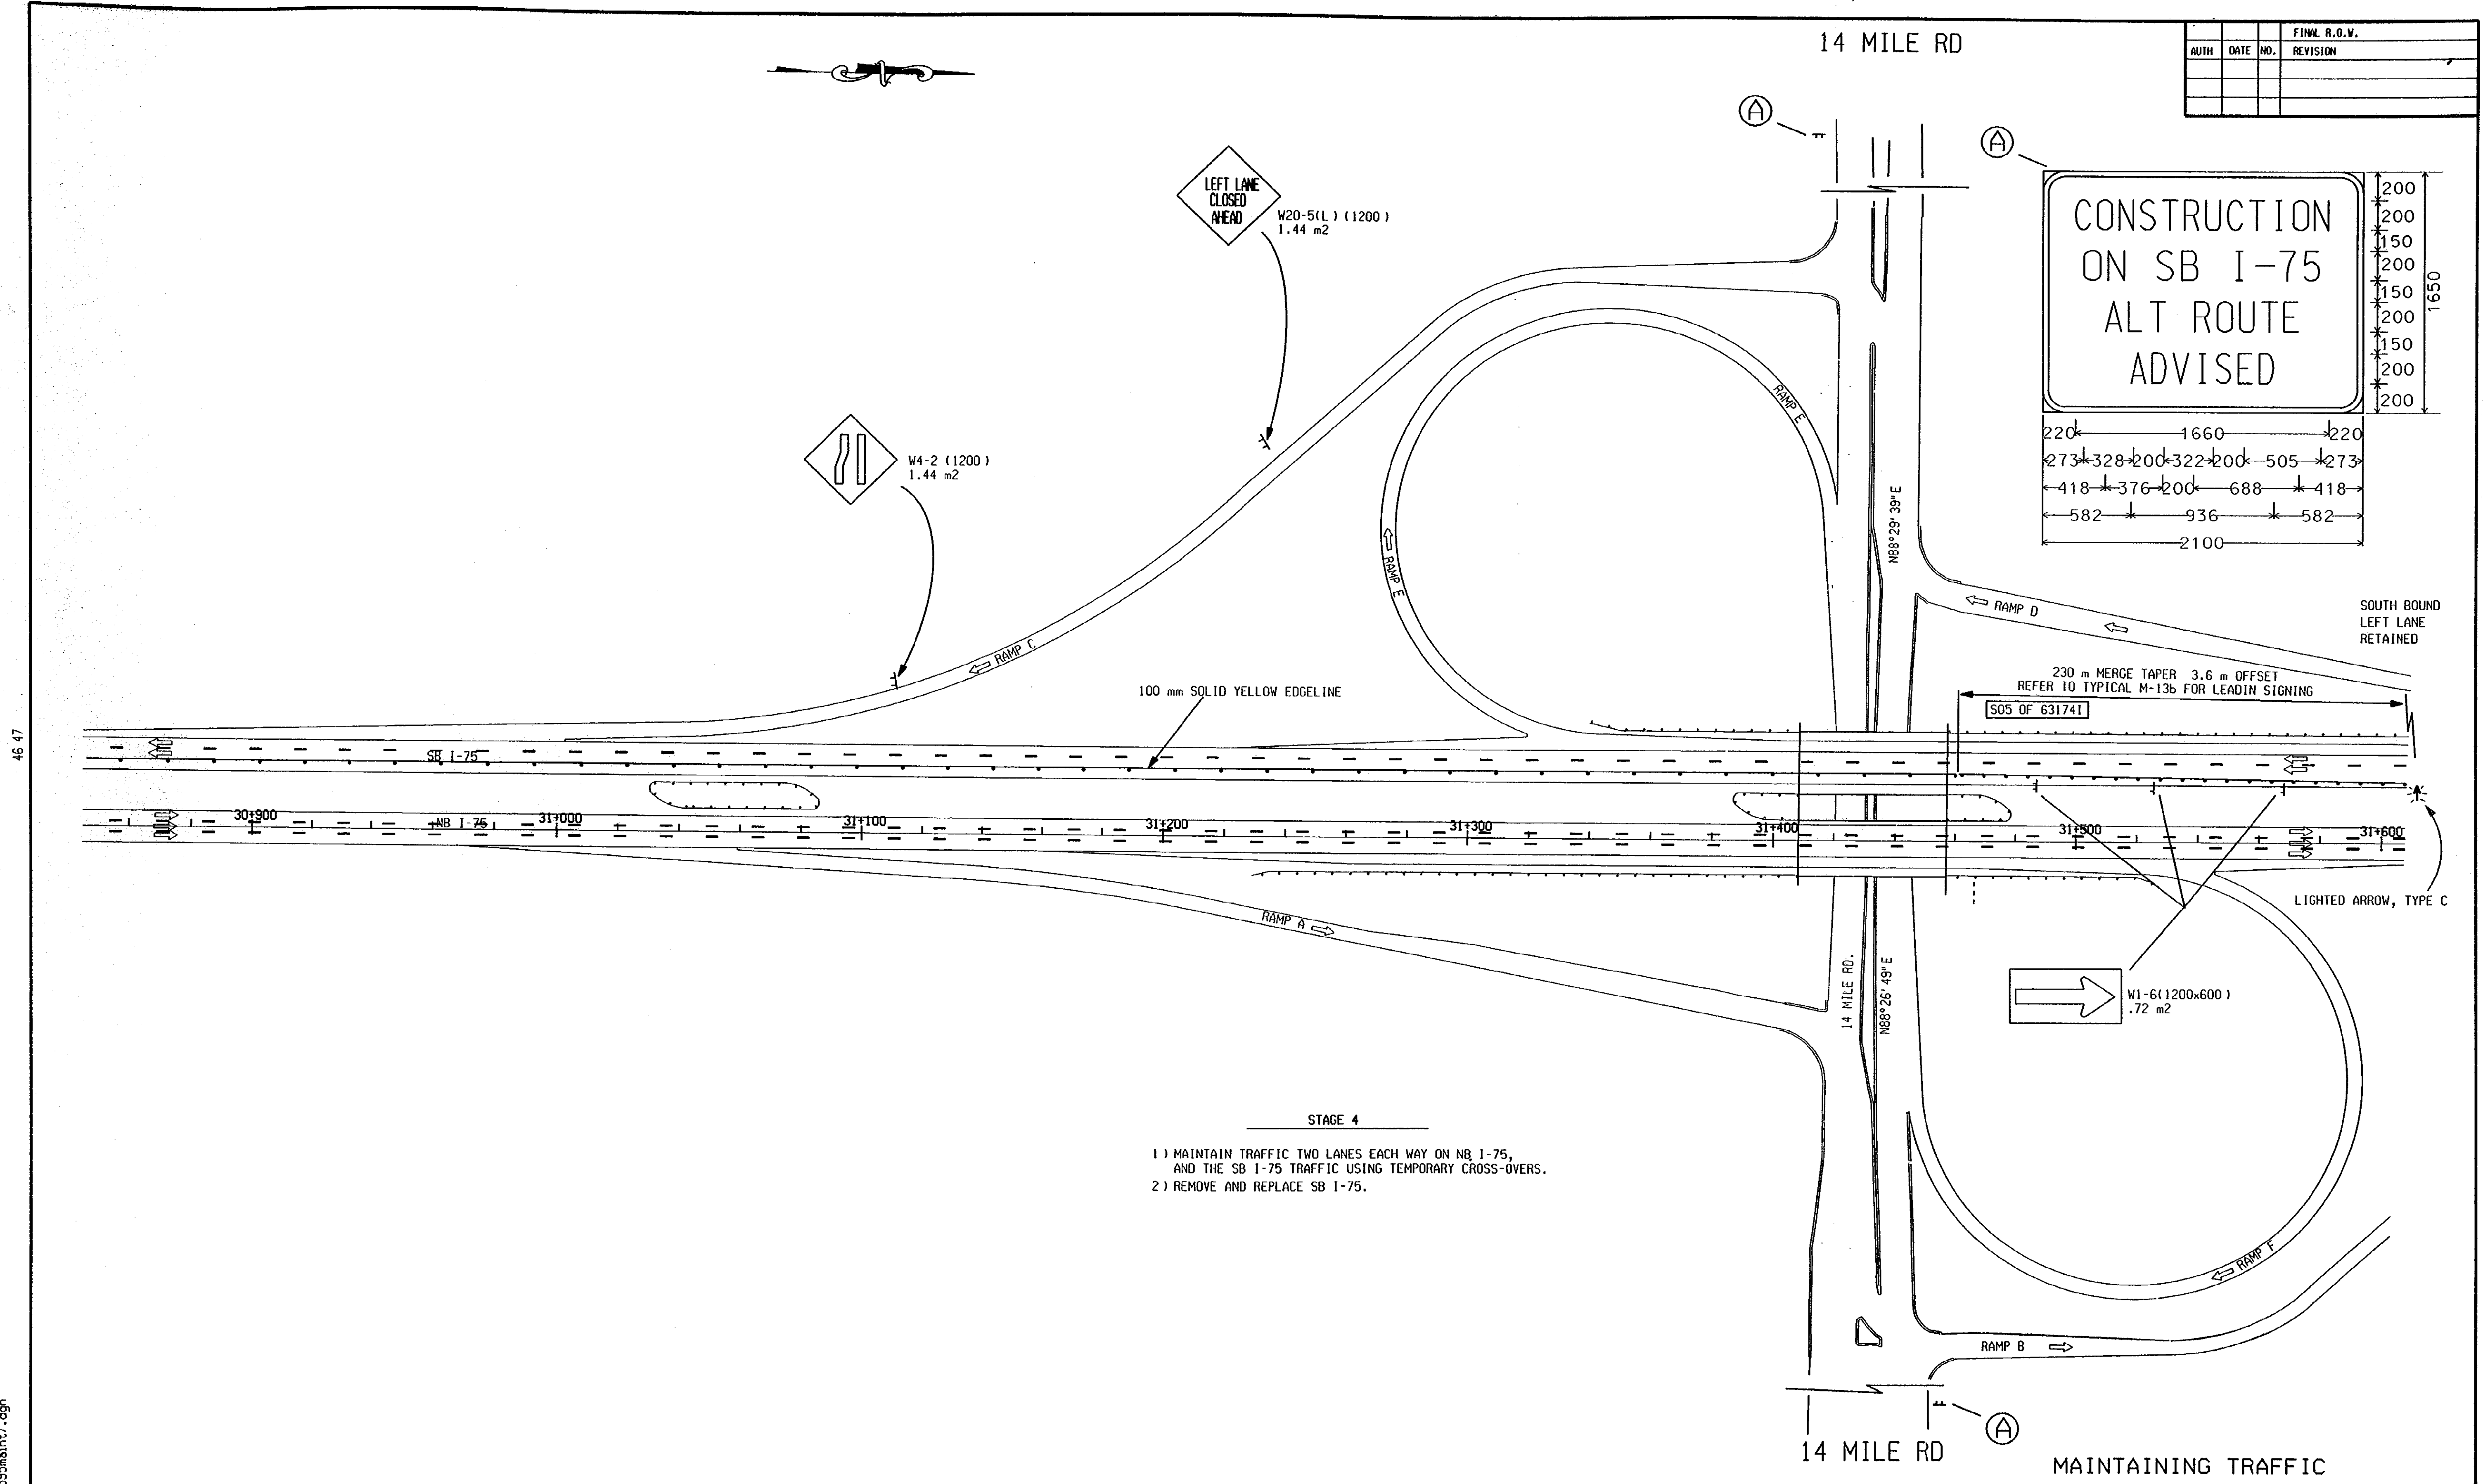 14 MILE RD
FINAL R.O.W.
AUTH DATE NO. REVISION
A
A
LEFT LANE
CLOSED
AHEAD
W20-5(L) (1200)
1.44 m2
CONSTRUCTION
ON SB I-75
ALT ROUTE
ADVISED
200
200
150
200
150
200
150
200
200
1650
220 1660 220
273 328 200 322 200 505 273
418 376 200 688 418
582 936 582
2100
W4-2 (1200)
1.44 m2
RAMP E
RAMP E
N88°29'39"E
RAMP D
SOUTH BOUND
LEFT LANE
RETAINED
RAMP C
100 mm SOLID YELLOW EDGELINE
230 m MERGE TAPER 3.6 m OFFSET
REFER TO TYPICAL M-13b FOR LEADIN SIGNING
S05 OF 63174I
46 47
SB I-75
30+900 NB I-75 31+000 31+100 31+200 31+300 31+400 31+500 31+600
LIGHTED ARROW, TYPE C
RAMP A
14 MILE RD.
N88°26'49"E
W1-6(1200x600)
.72 m2
STAGE 4
1) MAINTAIN TRAFFIC TWO LANES EACH WAY ON NB I-75,
AND THE SB I-75 TRAFFIC USING TEMPORARY CROSS-OVERS.
2) REMOVE AND REPLACE SB I-75.
RAMP F
RAMP B
A
14 MILE RD
MAINTAINING TRAFFIC